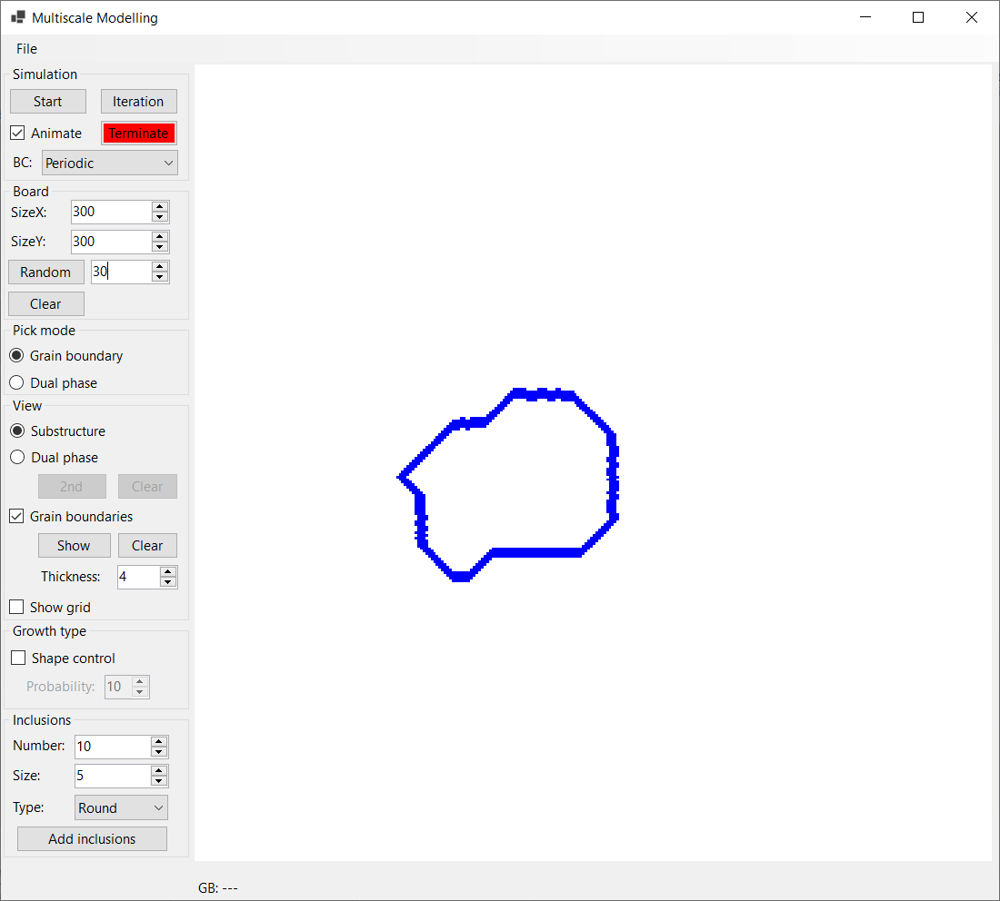 Multiscale Modelling
File
Simulation
Start Iteration
Animate Terminate
BC: Periodic
Board
SizeX: 300
SizeY: 300
Random 30
Clear
Pick mode
Grain boundary
Dual phase
View
Substructure
Dual phase
2nd Clear
Grain boundaries
Show Clear
Thickness: 4
Show grid
Growth type
Shape control
Probability: 10
Inclusions
Number: 10
Size: 5
Type: Round
Add inclusions
GB: ---